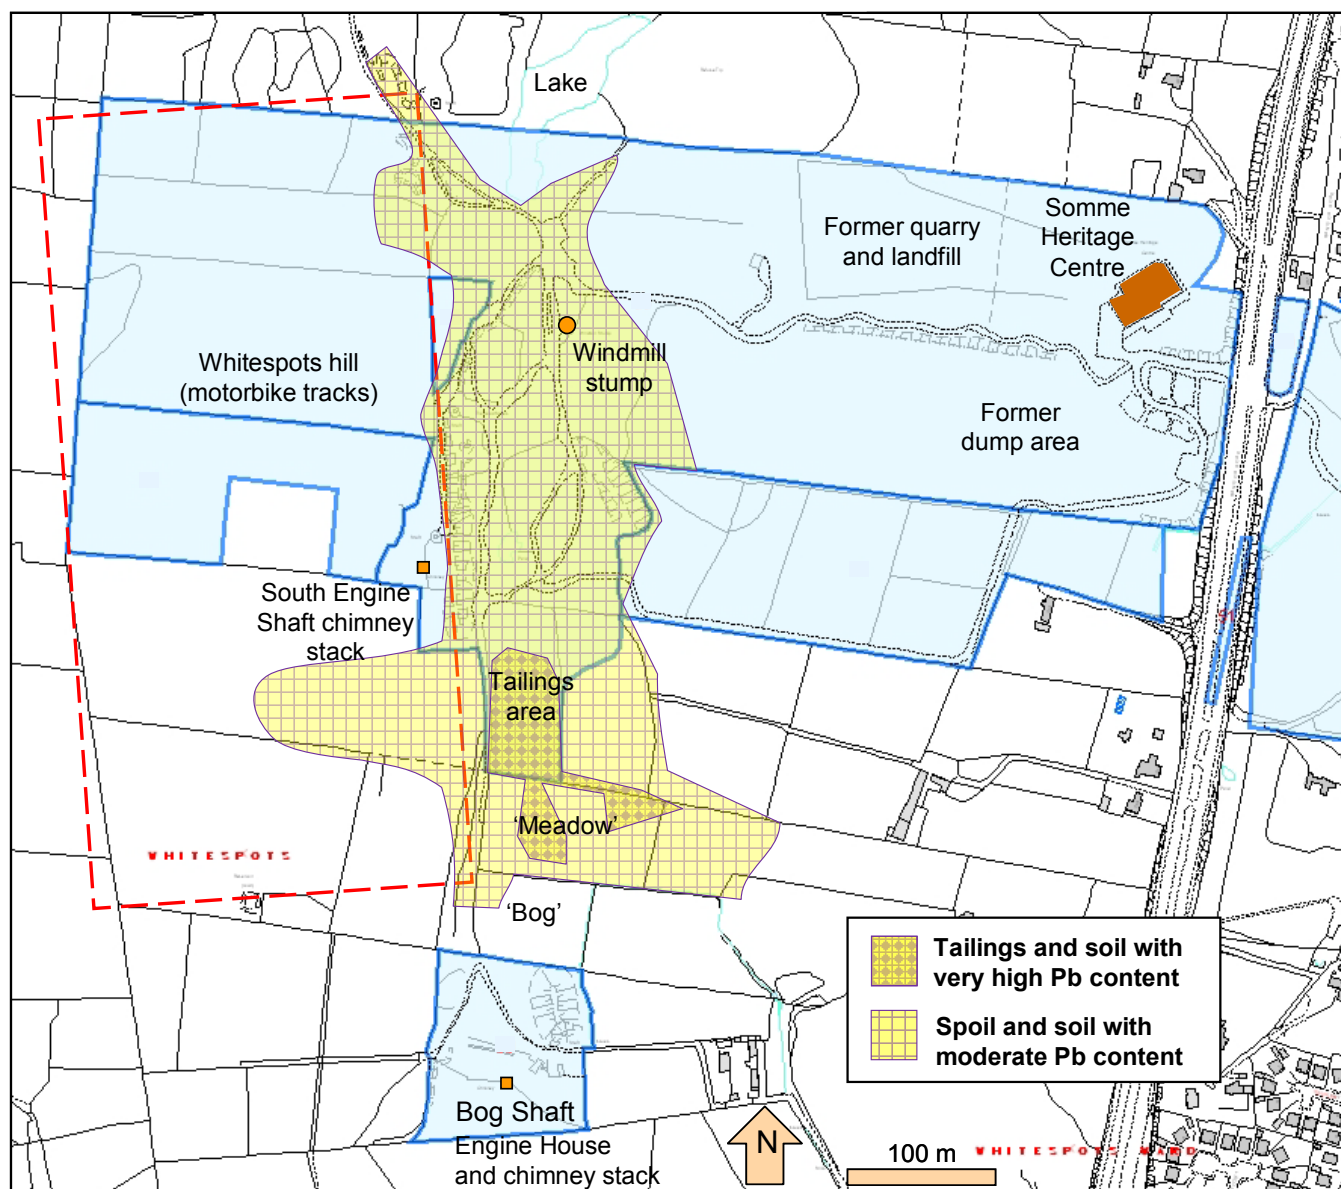 Lake
Somme
Heritage
Centre
Former quarry
and landfill
Windmill
stump
Whitespots hill
(motorbike tracks)
Former
dump area
South Engine
Shaft chimney
stack
Tailings
area
‘Meadow’
WHITESPOTS
‘Bog’
Tailings and soil with
very high Pb content
Spoil and soil with
moderate Pb content
Bog Shaft
Engine House
and chimney stack
N
100 m
WHITESPOTS WARD